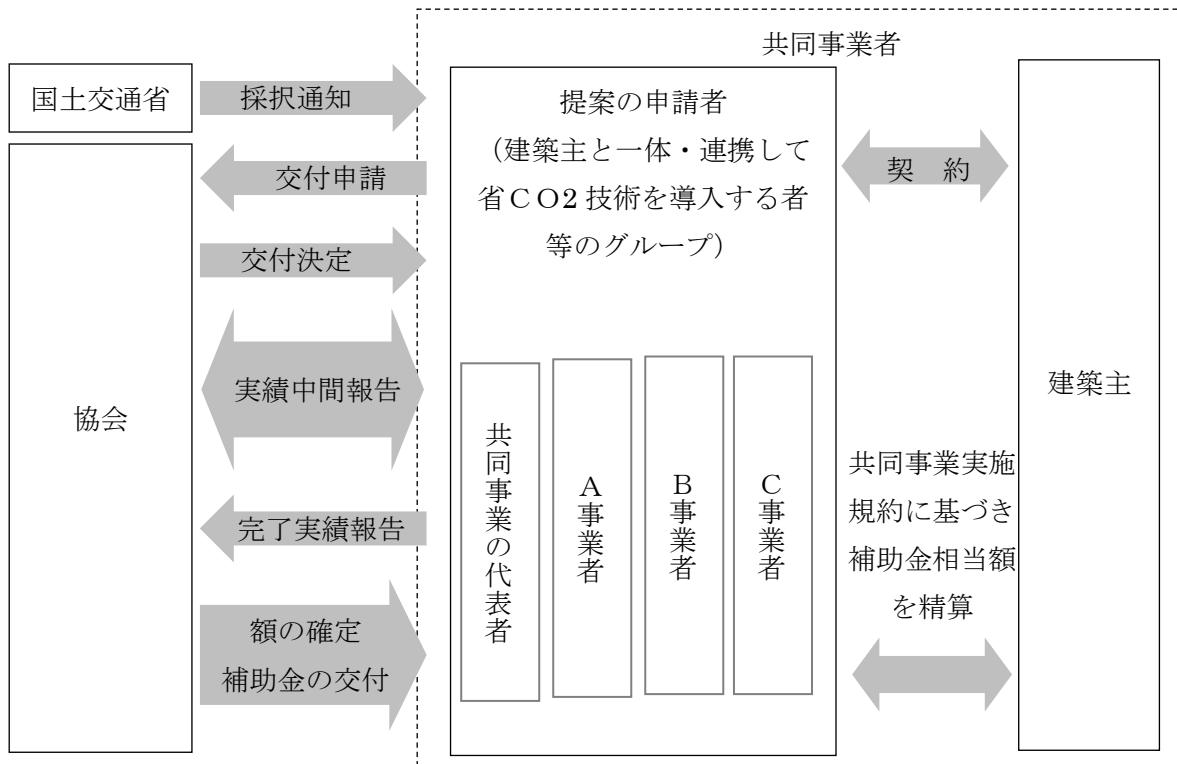 共同事業者
国土交通省
採択通知
協会
交付申請
交付決定
実績中間報告
完了実績報告
額の確定
補助金の交付
提案の申請者
（建築主と一体・連携して
省ＣＯ2 技術を導入する者
等のグループ）
共同事業の代表者
Ａ事業者
Ｂ事業者
Ｃ事業者
契　約
共同事業実施
規約に基づき
補助金相当額
を精算
建築主